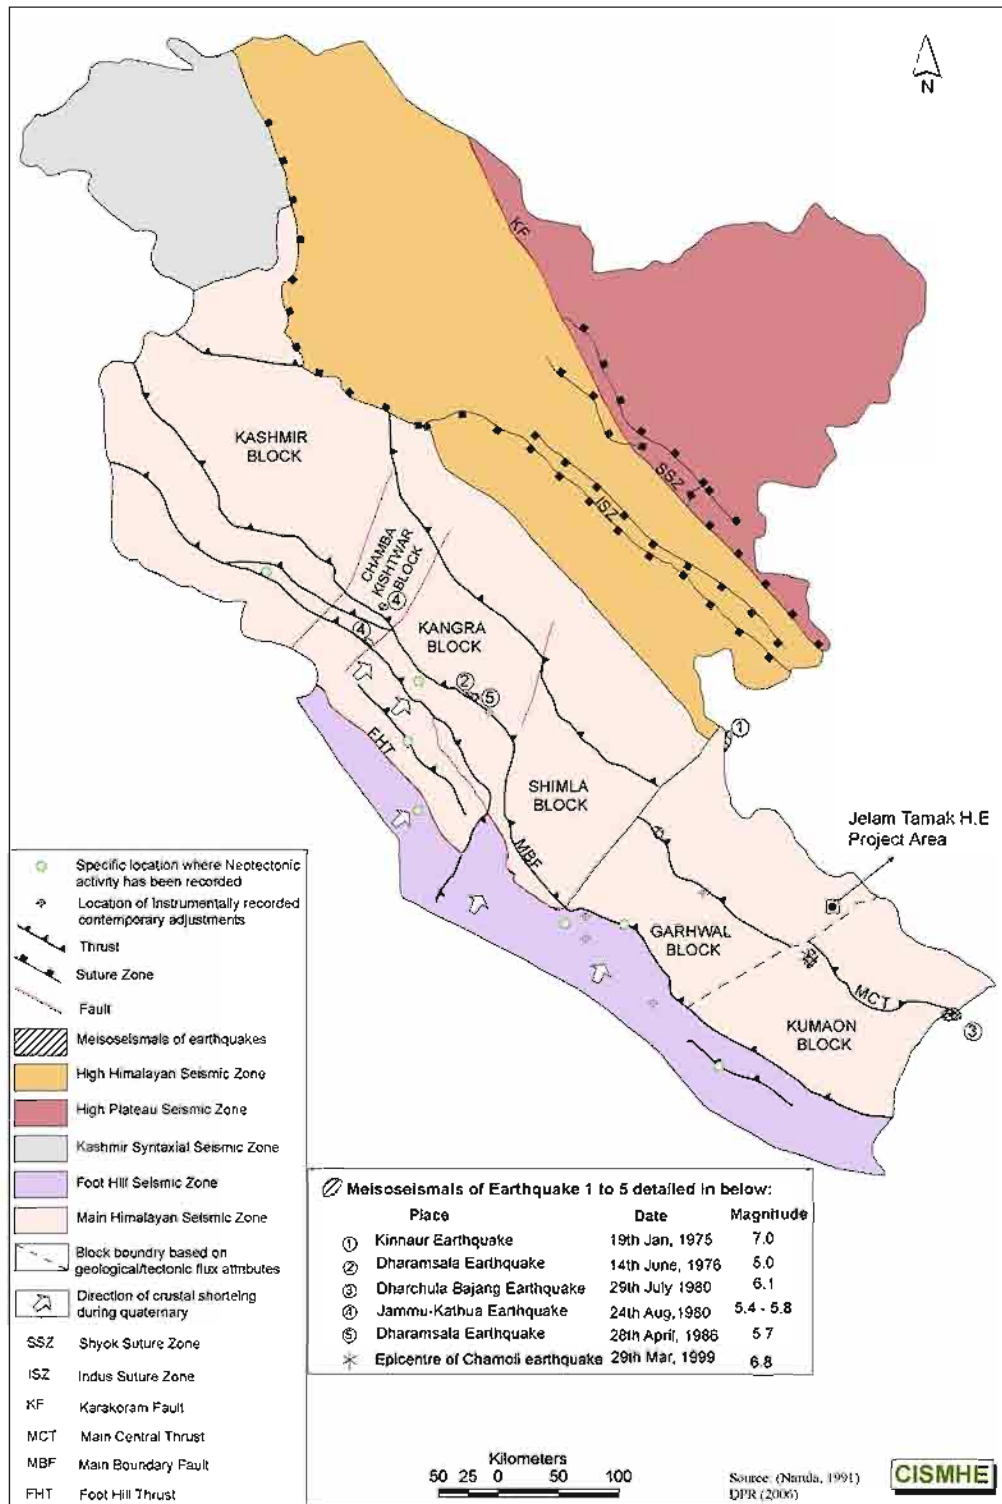 N
KF
KASHMIR
BLOCK
SSZ
ISZ
CHAMBA
KISHTWAR
BLOCK
4
4
KANGRA
BLOCK
2
5
1
FHT
SHIMLA
BLOCK
Jelam Tamak H.E
Project Area
MBF
GARHWAL
BLOCK
MCT
3
KUMAON
BLOCK
Specific location where Neotectonic
activity has been recorded
Location of Instrumentally recorded
contemporary adjustments
Thrust
Suture Zone
Fault
Meisoseismals of earthquakes
High Himalayan Seismic Zone
High Plateau Seismic Zone
Kashmir Syntaxial Seismic Zone
Foot Hill Seismic Zone
Main Himalayan Seismic Zone
Block boundry based on
geological/tectonic flux attributes
Direction of crustal shorteing
during quaternary
SSZ Shyok Suture Zone
ISZ Indus Suture Zone
KF Karakoram Fault
MCT Main Central Thrust
MBF Main Boundary Fault
FHT Foot Hill Thrust
Meisoseismals of Earthquake 1 to 5 detailed in below:
Place Date Magnitude
1 Kinnaur Earthquake 19th Jan, 1975 7.0
2 Dharamsala Earthquake 14th June, 1976 5.0
3 Dharchula Bajang Earthquake 29th July 1980 6.1
4 Jammu-Kathua Earthquake 24th Aug, 1980 5.4 - 5.8
5 Dharamsala Earthquake 28th April, 1986 5.7
Epicentre of Chamoli earthquake 29th Mar, 1999 6.8
Kilometers
50 25 0 50 100
Source: (Narula, 1991)
DPR (2006)
CISMHE